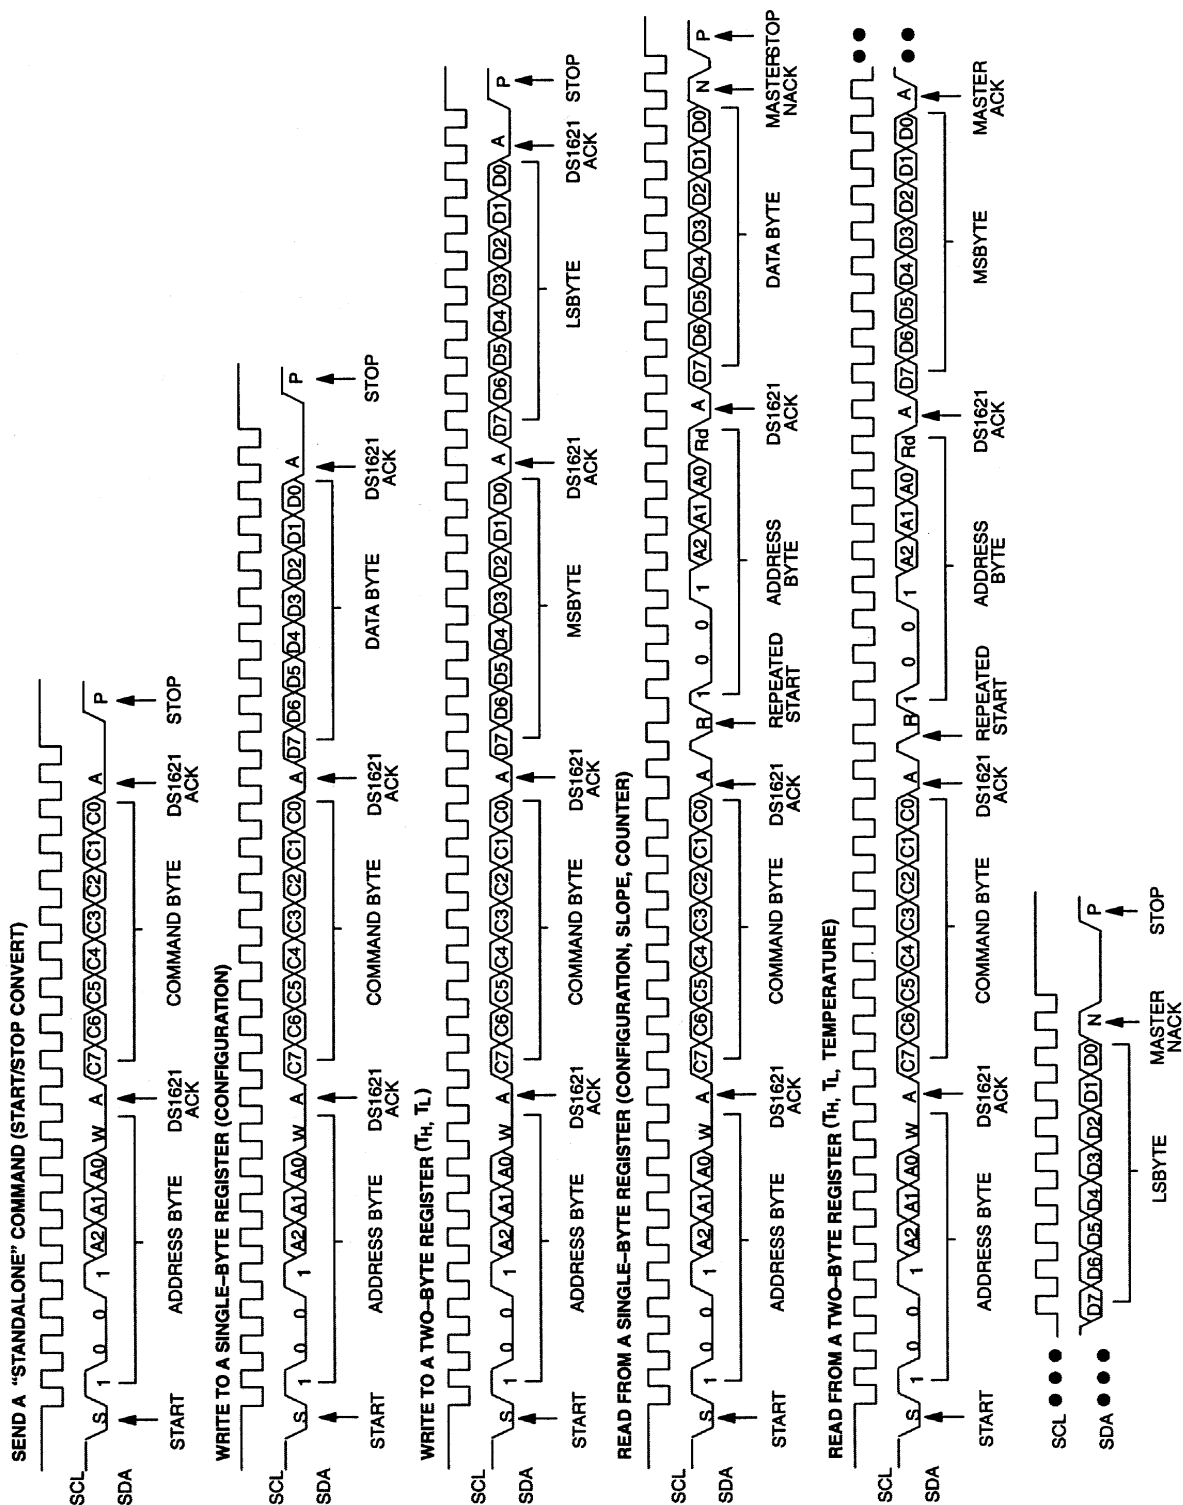 SEND A “STANDALONE” COMMAND (START/STOP CONVERT)
SCL
SDA
S 1 0 0 1 A2 A1 A0 W A C7 C6 C5 C4 C3 C2 C1 C0 A P
START ADDRESS BYTE DS1621 ACK COMMAND BYTE DS1621 ACK STOP
WRITE TO A SINGLE–BYTE REGISTER (CONFIGURATION)
SCL
SDA
S 1 0 0 1 A2 A1 A0 W A C7 C6 C5 C4 C3 C2 C1 C0 A D7 D6 D5 D4 D3 D2 D1 D0 A P
START ADDRESS BYTE DS1621 ACK COMMAND BYTE DS1621 ACK DATA BYTE DS1621 ACK STOP
WRITE TO A TWO–BYTE REGISTER (TH, TL)
SCL
SDA
S 1 0 0 1 A2 A1 A0 W A C7 C6 C5 C4 C3 C2 C1 C0 A D7 D6 D5 D4 D3 D2 D1 D0 A D7 D6 D5 D4 D3 D2 D1 D0 A P
START ADDRESS BYTE DS1621 ACK COMMAND BYTE DS1621 ACK MSBYTE DS1621 ACK LSBYTE DS1621 ACK STOP
READ FROM A SINGLE–BYTE REGISTER (CONFIGURATION, SLOPE, COUNTER)
SCL
SDA
S 1 0 0 1 A2 A1 A0 W A C7 C6 C5 C4 C3 C2 C1 C0 A R 1 0 0 1 A2 A1 A0 Rd A D7 D6 D5 D4 D3 D2 D1 D0 N P
START ADDRESS BYTE DS1621 ACK COMMAND BYTE DS1621 ACK REPEATED START ADDRESS BYTE DS1621 ACK DATA BYTE MASTER NACK STOP
READ FROM A TWO–BYTE REGISTER (TH, TL, TEMPERATURE)
SCL
SDA
S 1 0 0 1 A2 A1 A0 W A C7 C6 C5 C4 C3 C2 C1 C0 A R 1 0 0 1 A2 A1 A0 Rd A D7 D6 D5 D4 D3 D2 D1 D0 A
START ADDRESS BYTE DS1621 ACK COMMAND BYTE DS1621 ACK REPEATED START ADDRESS BYTE DS1621 ACK MSBYTE MASTER ACK
SCL
SDA
D7 D6 D5 D4 D3 D2 D1 D0 N P
LSBYTE MASTER NACK STOP